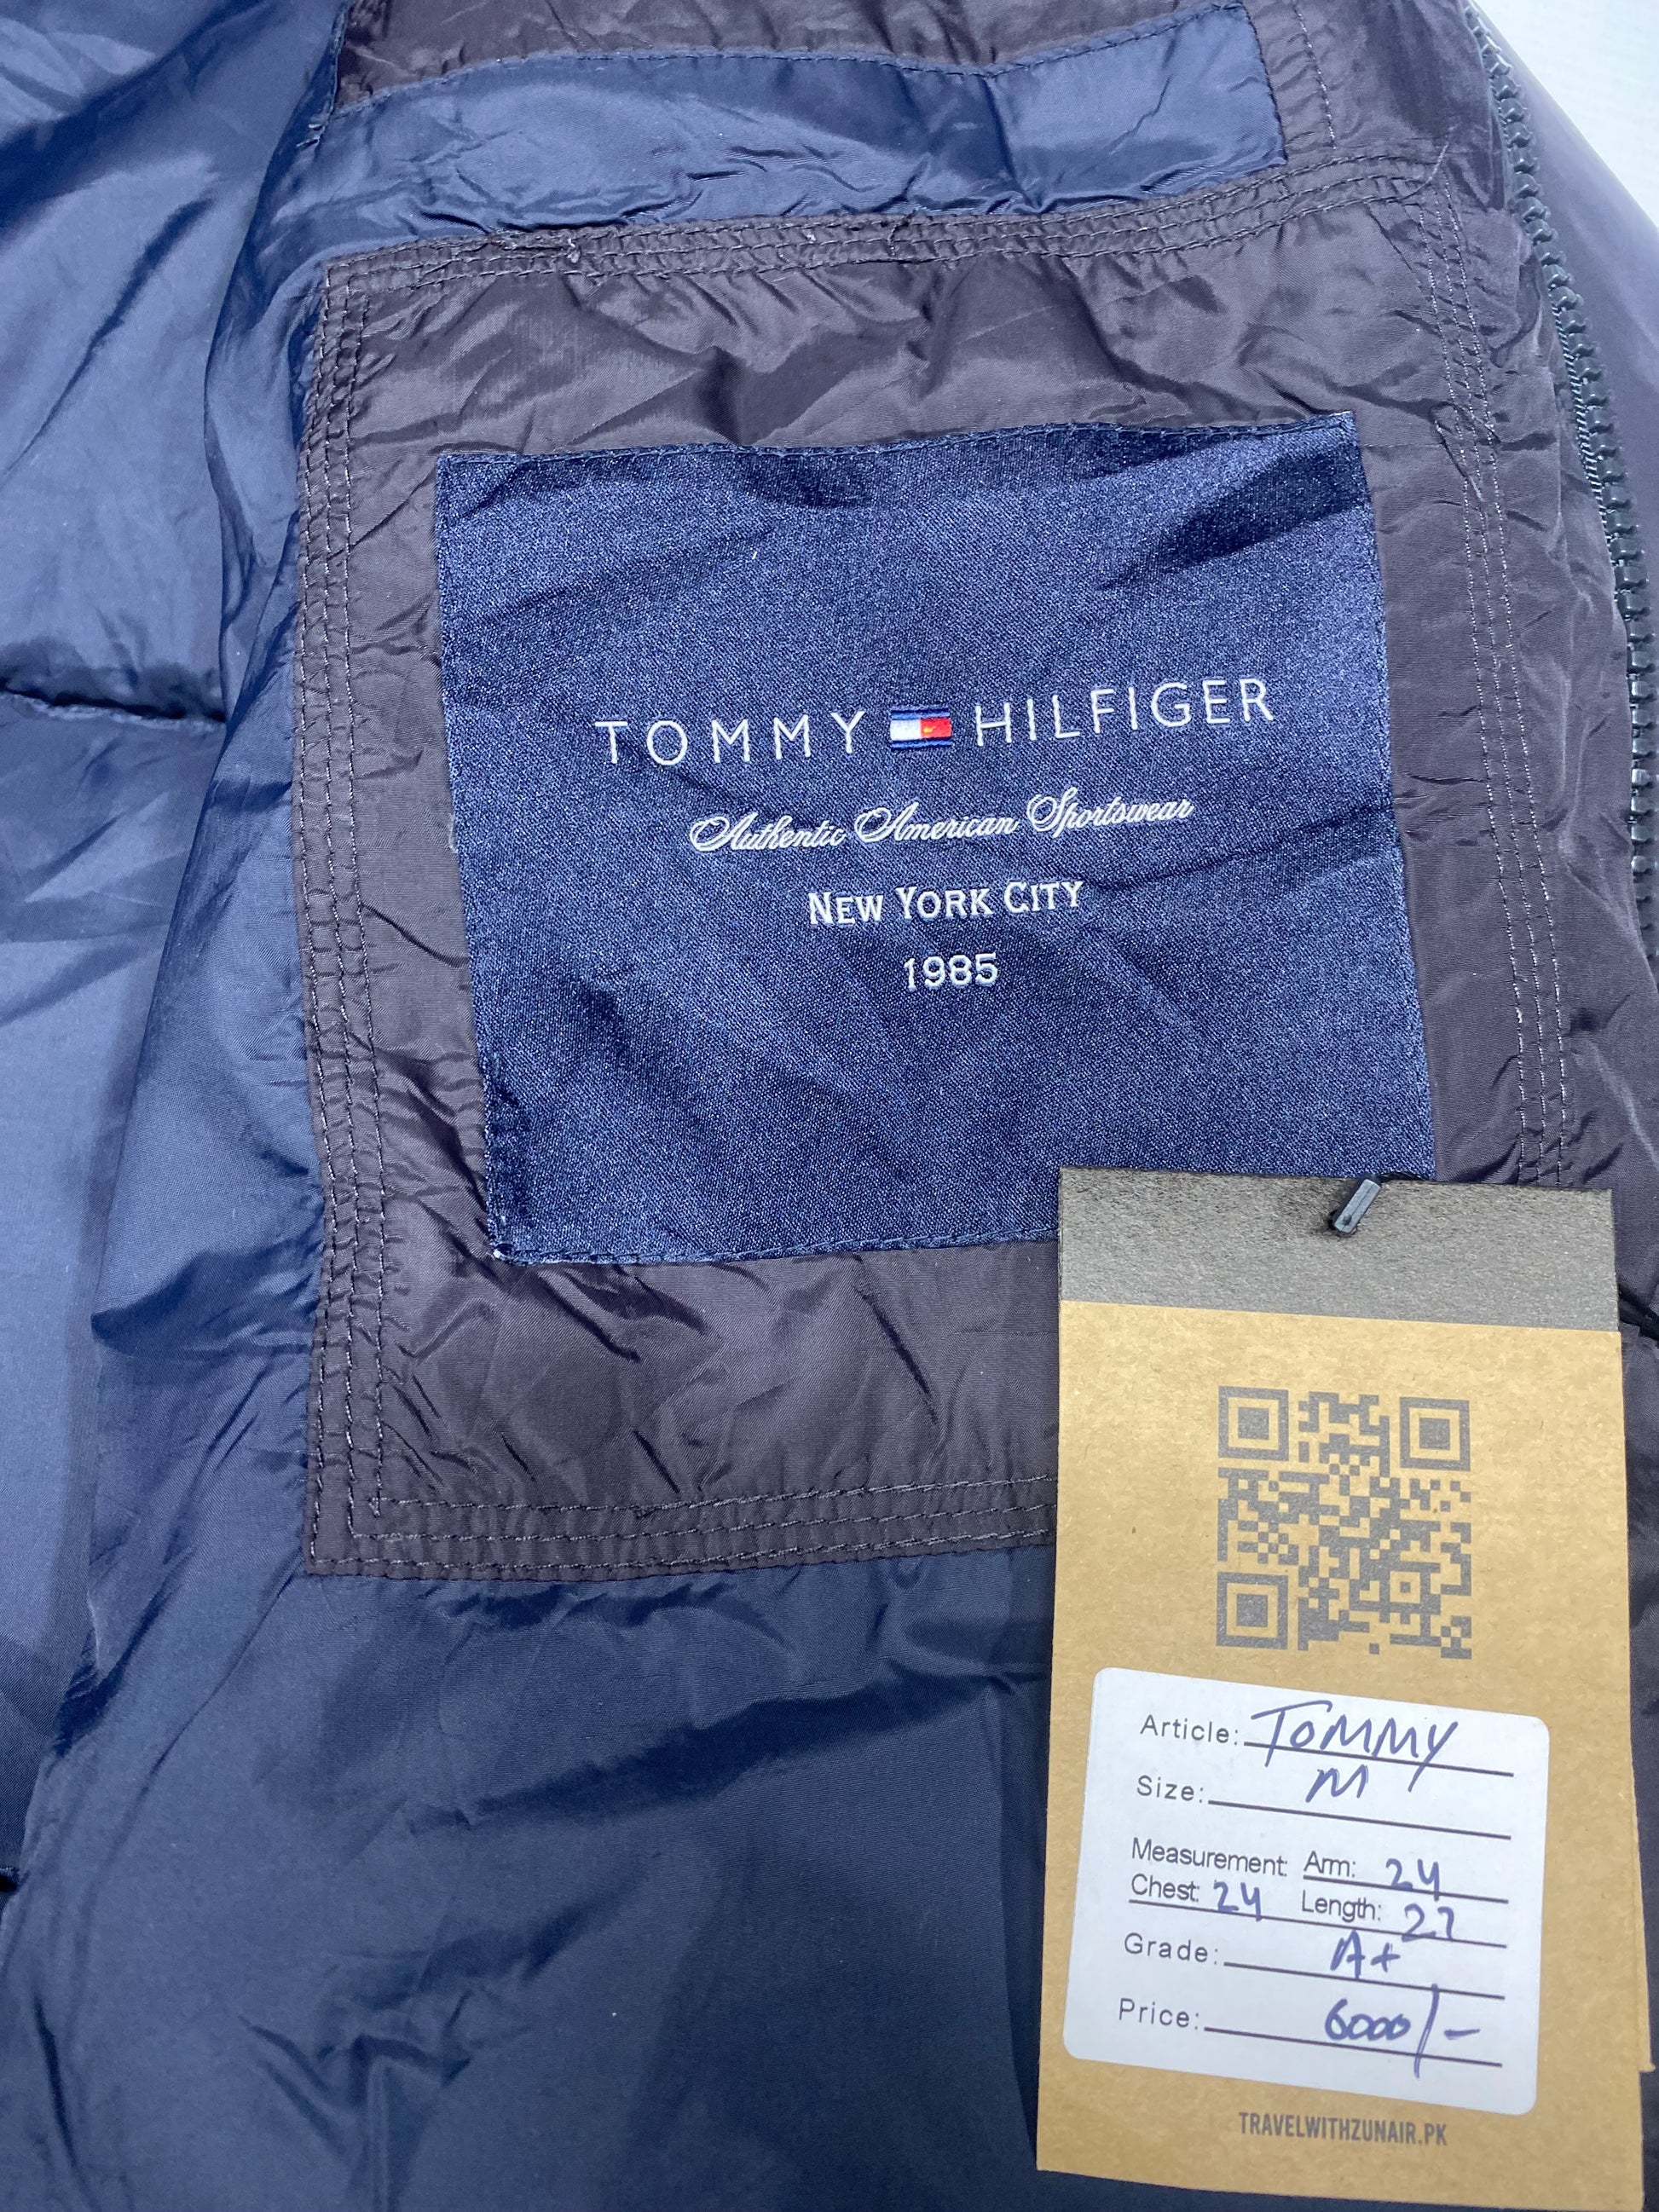 TOMMY HILFIGER
Authentic American Sportswear
NEW YORK CITY
1985
Article: TOMMY
Size: M
Measurement: Arm: 24
Chest: 24 Length: 27
Grade: A+
Price: 6000/-
TRAVELWITHZUNAIR.PK